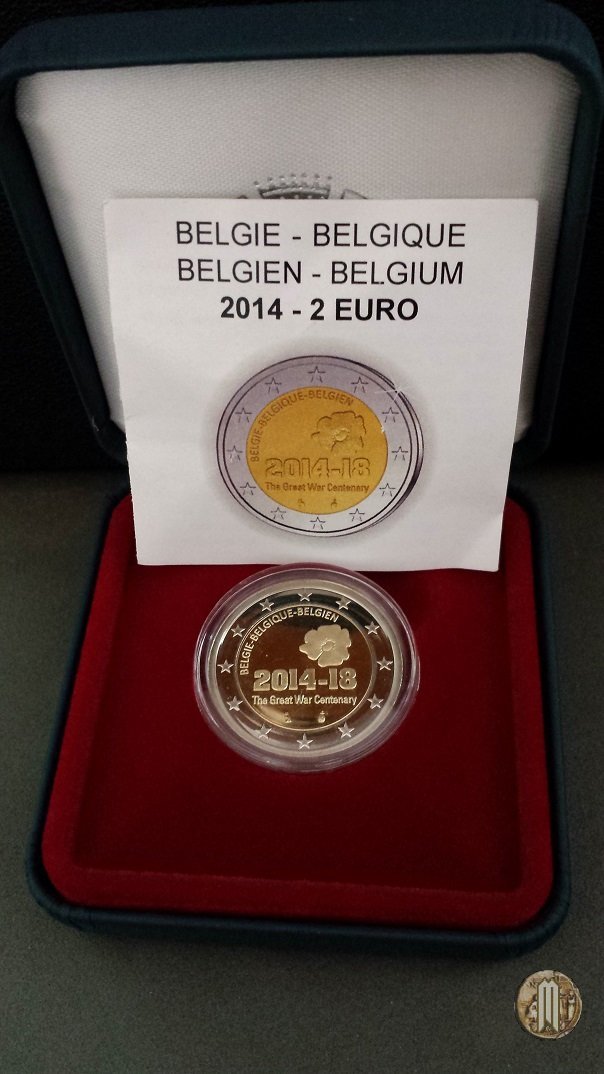 BELGIE - BELGIQUE
BELGIEN - BELGIUM
2014 - 2 EURO
BELGIE-BELGIQUE-BELGIEN
2014-18
The Great War Centenary
BELGIE-BELGIQUE-BELGIEN
2014-18
The Great War Centenary